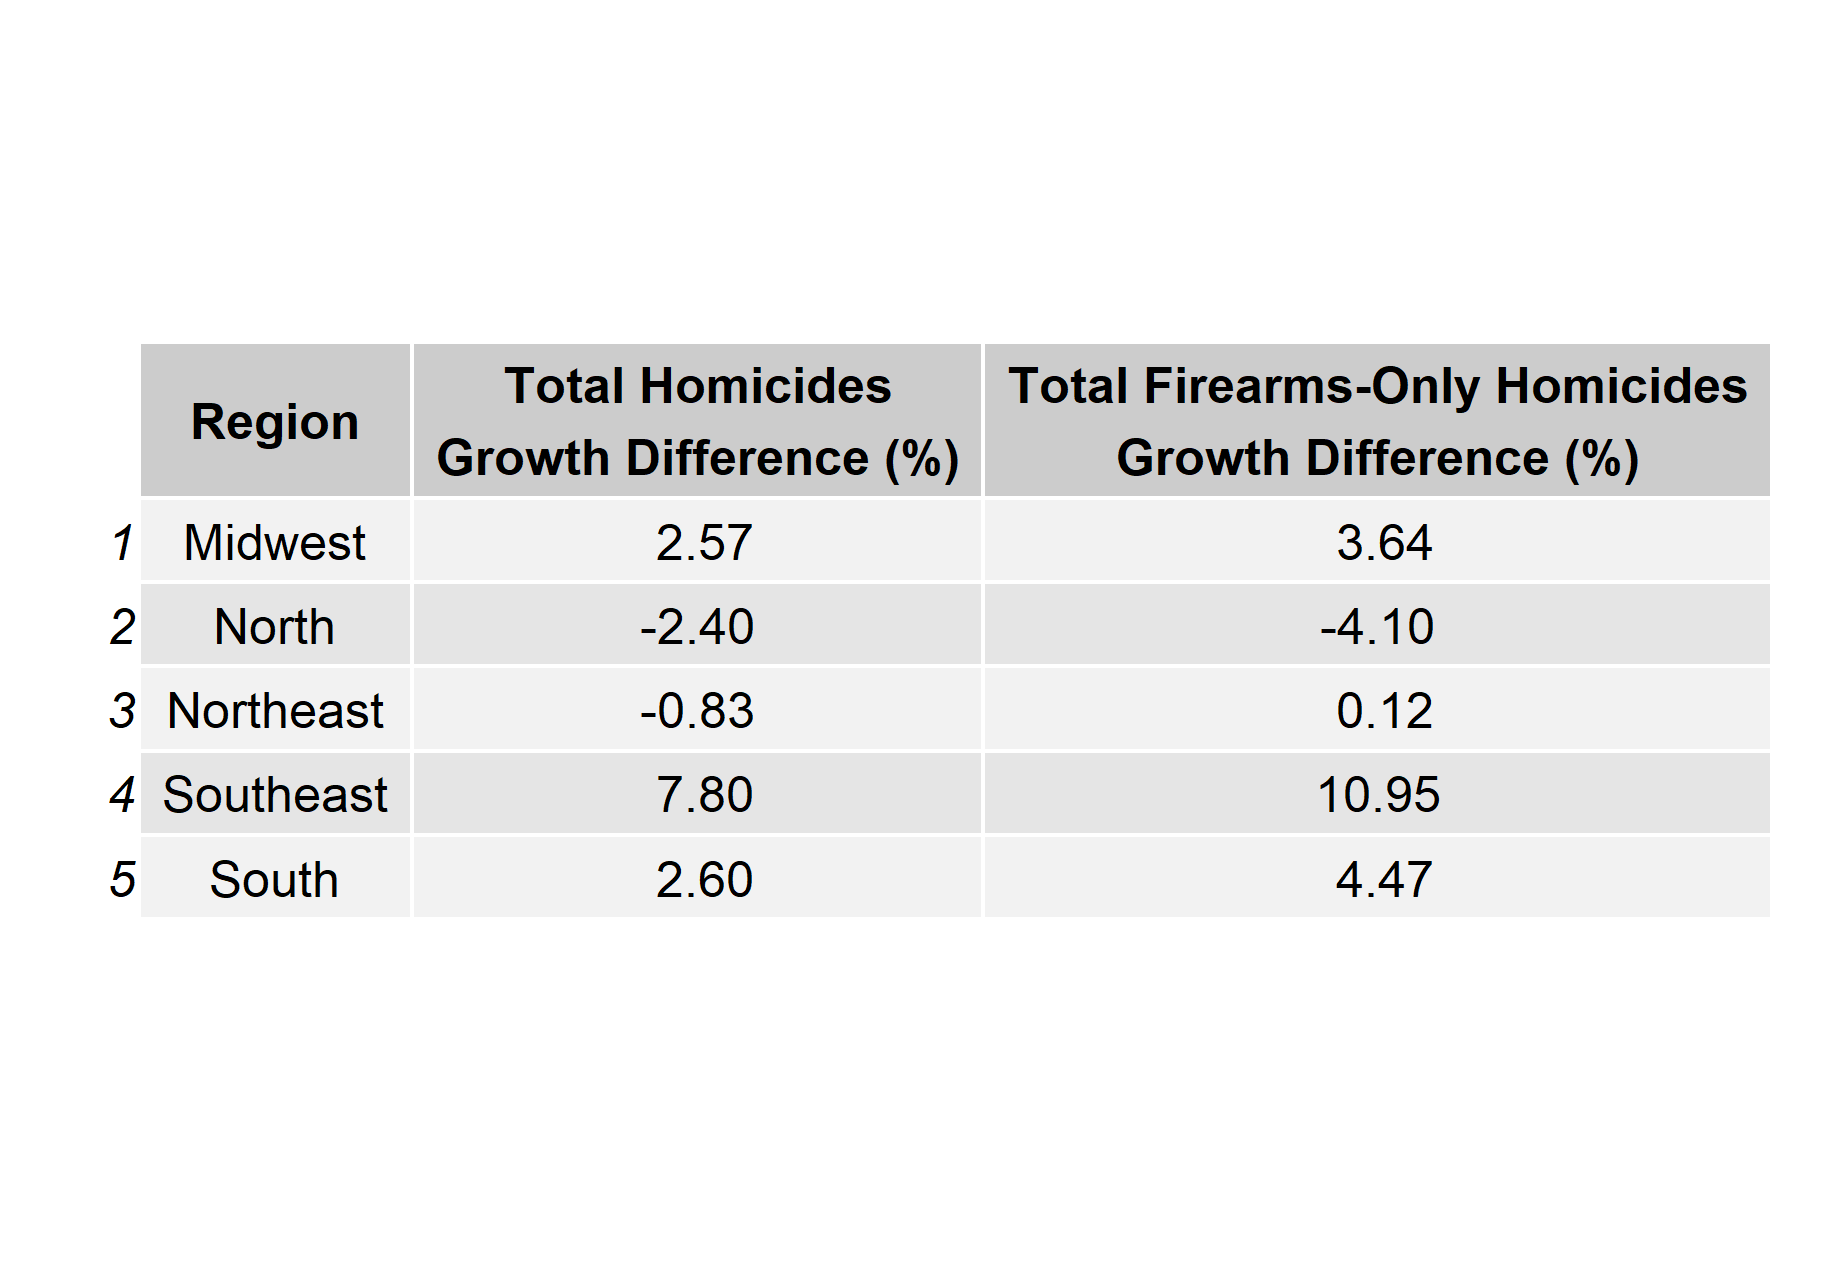 Region Total Homicides Growth Difference (%) Total Firearms-Only Homicides Growth Difference (%)
1 Midwest 2.57 3.64
2 North -2.40 -4.10
3 Northeast -0.83 0.12
4 Southeast 7.80 10.95
5 South 2.60 4.47